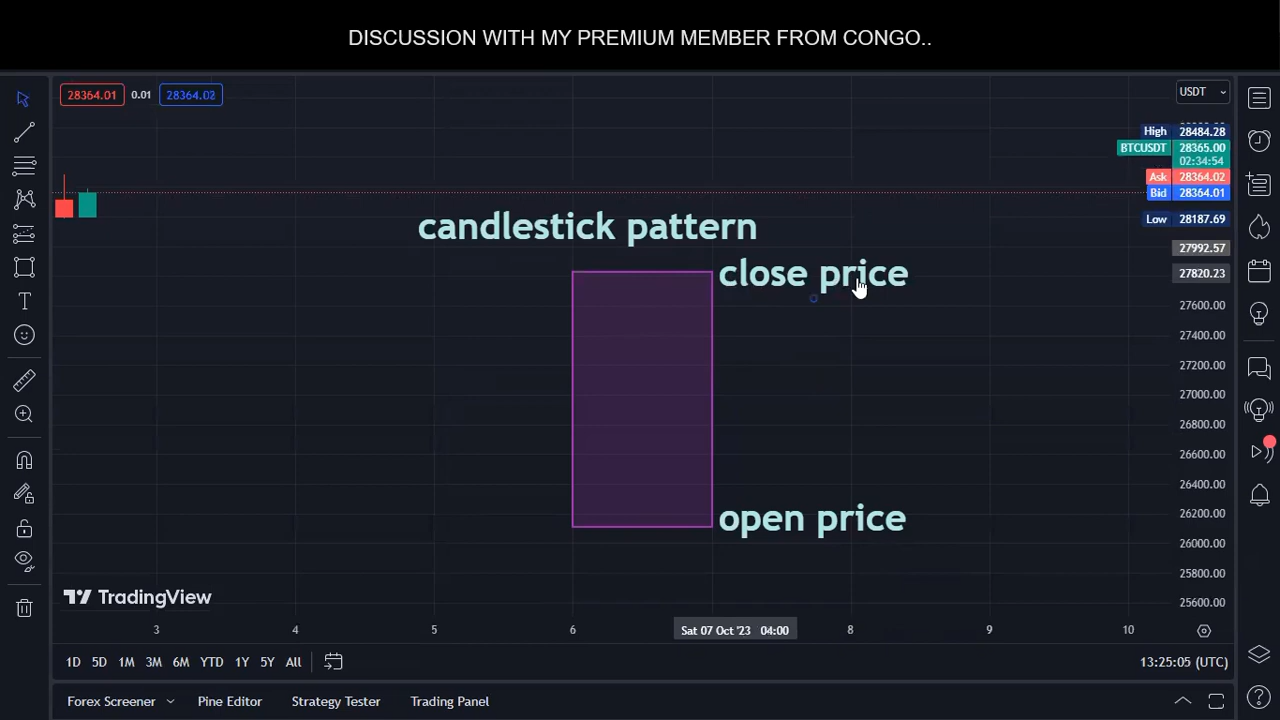 DISCUSSION WITH MY PREMIUM MEMBER FROM CONGO..
28364.01 0.01 28364.02
USDT
High 28484.28
BTCUSDT 28365.00
02:34:54
Ask 28364.02
Bid 28364.01
Low 28187.69
candlestick pattern
27992.57
close price
27820.23
27600.00
27400.00
27200.00
27000.00
26800.00
26600.00
26400.00
26200.00
open price
26000.00
25800.00
25600.00
TradingView
3 4 5 6 Sat 07 Oct '23 04:00 8 9 10
1D 5D 1M 3M 6M YTD 1Y 5Y All 13:25:05 (UTC)
Forex Screener Pine Editor Strategy Tester Trading Panel